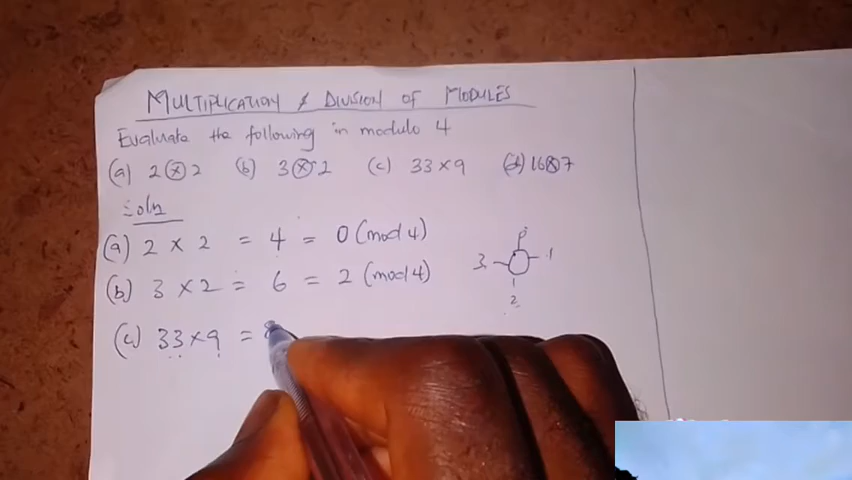 MULTIPLICATION & DIVISION OF MODULES
Evaluate the following in modulo 4
(a) 2 ⊗ 2 (b) 3 ⊗ 2 (c) 33 × 9 (d) 16 ⊗ 7
Soln
(a) 2 × 2 = 4 = 0 (mod 4)
(b) 3 × 2 = 6 = 2 (mod 4)
0
3 1
2
(c) 33 × 9 =